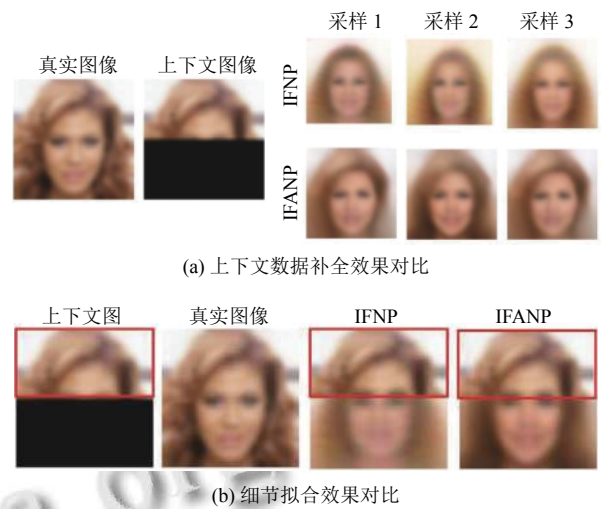 采样 1 采样 2 采样 3
真实图像 上下文图像
IFNP
IFANP
(a) 上下文数据补全效果对比
上下文图 真实图像 IFNP IFANP
(b) 细节拟合效果对比